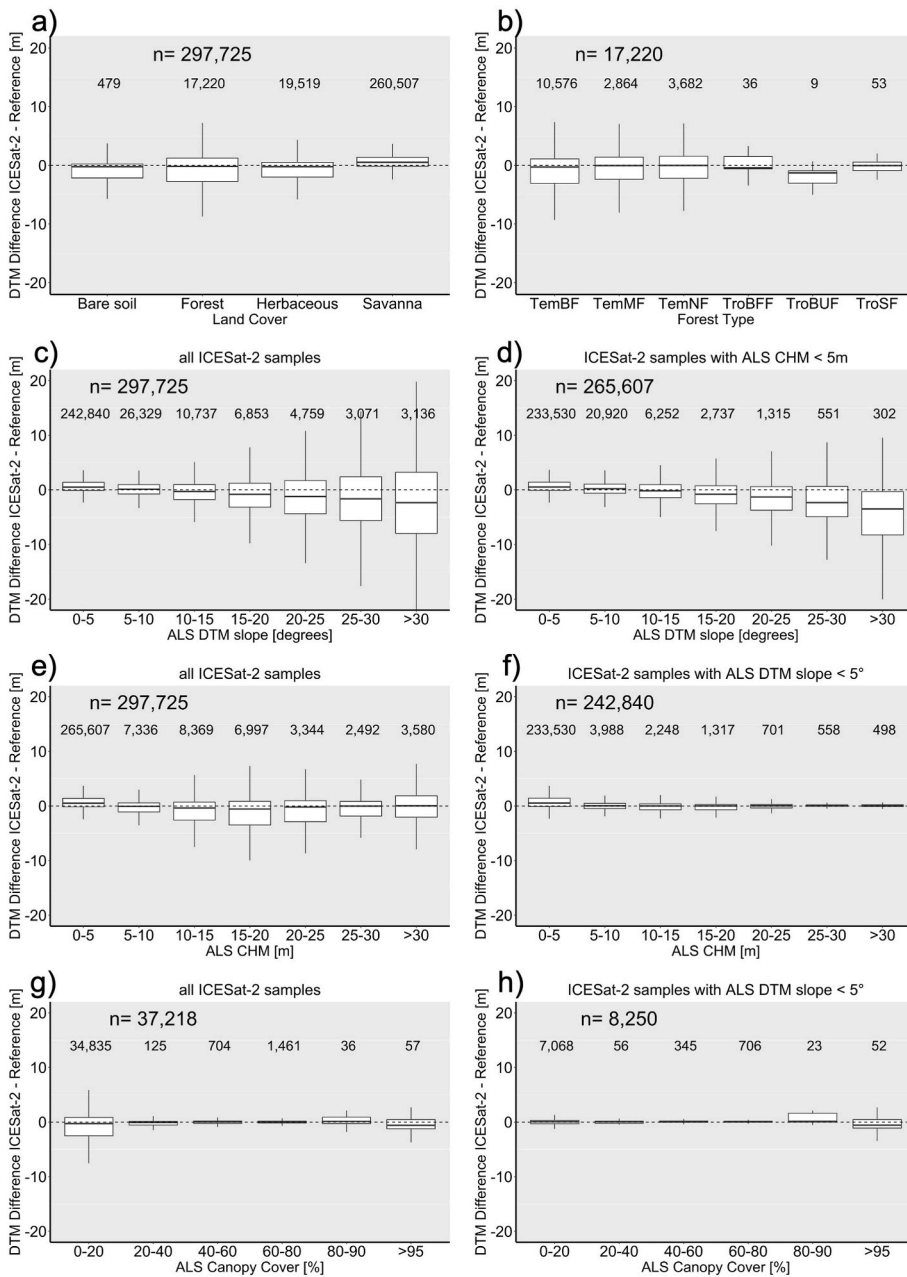 a)
n= 297,725
479 17,220 19,519 260,507
20
10
0
-10
-20
DTM Difference ICESat-2 - Reference [m]
Bare soil Forest Herbaceous Savanna
Land Cover
b)
n= 17,220
10,576 2,864 3,682 36 9 53
20
10
0
-10
-20
DTM Difference ICESat-2 - Reference [m]
TemBF TemMF TemNF TroBFF TroBUF TroSF
Forest Type
c)
all ICESat-2 samples
n= 297,725
242,840 26,329 10,737 6,853 4,759 3,071 3,136
20
10
0
-10
-20
DTM Difference ICESat-2 - Reference [m]
0-5 5-10 10-15 15-20 20-25 25-30 >30
ALS DTM slope [degrees]
d)
ICESat-2 samples with ALS CHM < 5m
n= 265,607
233,530 20,920 6,252 2,737 1,315 551 302
20
10
0
-10
-20
DTM Difference ICESat-2 - Reference [m]
0-5 5-10 10-15 15-20 20-25 25-30 >30
ALS DTM slope [degrees]
e)
all ICESat-2 samples
n= 297,725
265,607 7,336 8,369 6,997 3,344 2,492 3,580
20
10
0
-10
-20
DTM Difference ICESat-2 - Reference [m]
0-5 5-10 10-15 15-20 20-25 25-30 >30
ALS CHM [m]
f)
ICESat-2 samples with ALS DTM slope < 5°
n= 242,840
233,530 3,988 2,248 1,317 701 558 498
20
10
0
-10
-20
DTM Difference ICESat-2 - Reference [m]
0-5 5-10 10-15 15-20 20-25 25-30 >30
ALS CHM [m]
g)
all ICESat-2 samples
n= 37,218
34,835 125 704 1,461 36 57
20
10
0
-10
-20
DTM Difference ICESat-2 - Reference [m]
0-20 20-40 40-60 60-80 80-90 >95
ALS Canopy Cover [%]
h)
ICESat-2 samples with ALS DTM slope < 5°
n= 8,250
7,068 56 345 706 23 52
20
10
0
-10
-20
DTM Difference ICESat-2 - Reference [m]
0-20 20-40 40-60 60-80 80-90 >95
ALS Canopy Cover [%]